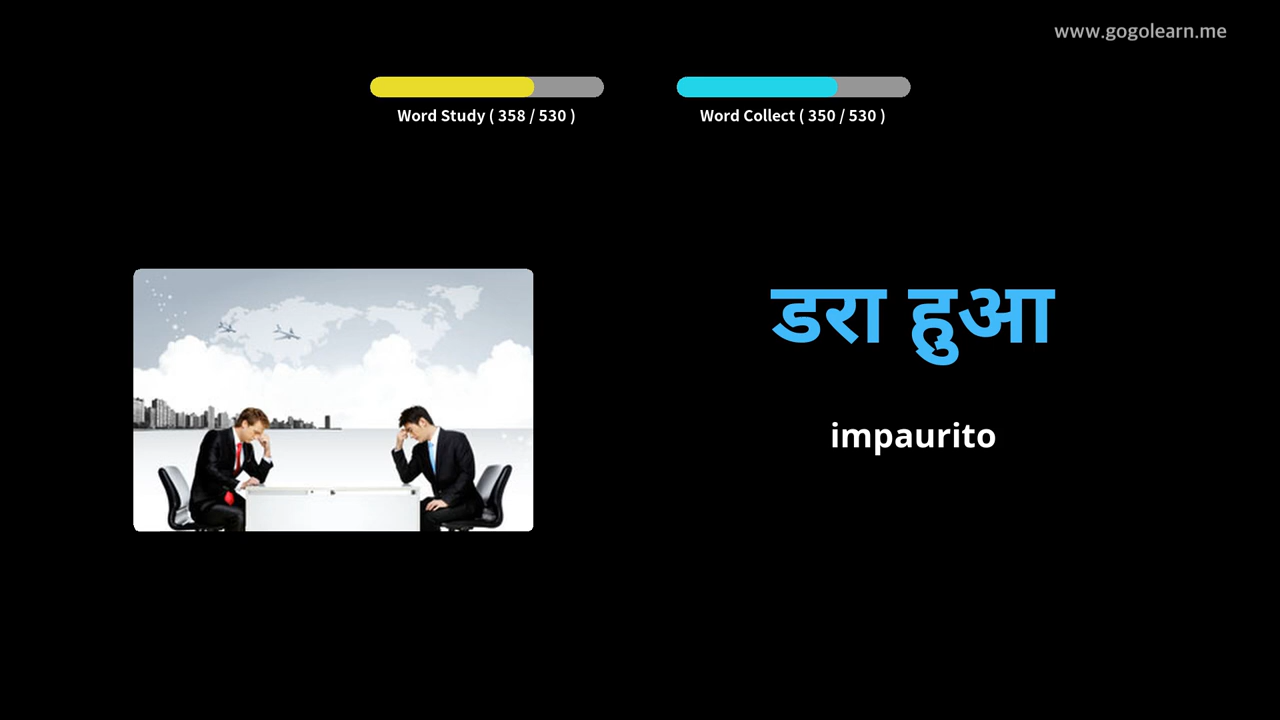 www.gogolearn.me
Word Study ( 358 / 530 )
Word Collect ( 350 / 530 )
डरा हुआ
impaurito